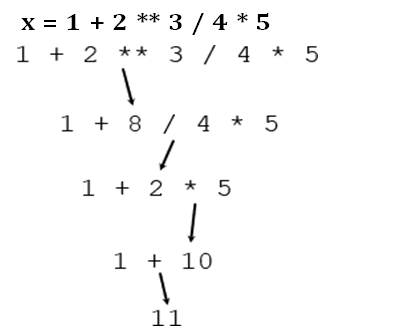 x = 1 + 2 ** 3 / 4 * 5
1 + 2 ** 3 / 4 * 5
1 + 8 / 4 * 5
1 + 2 * 5
1 + 10
11